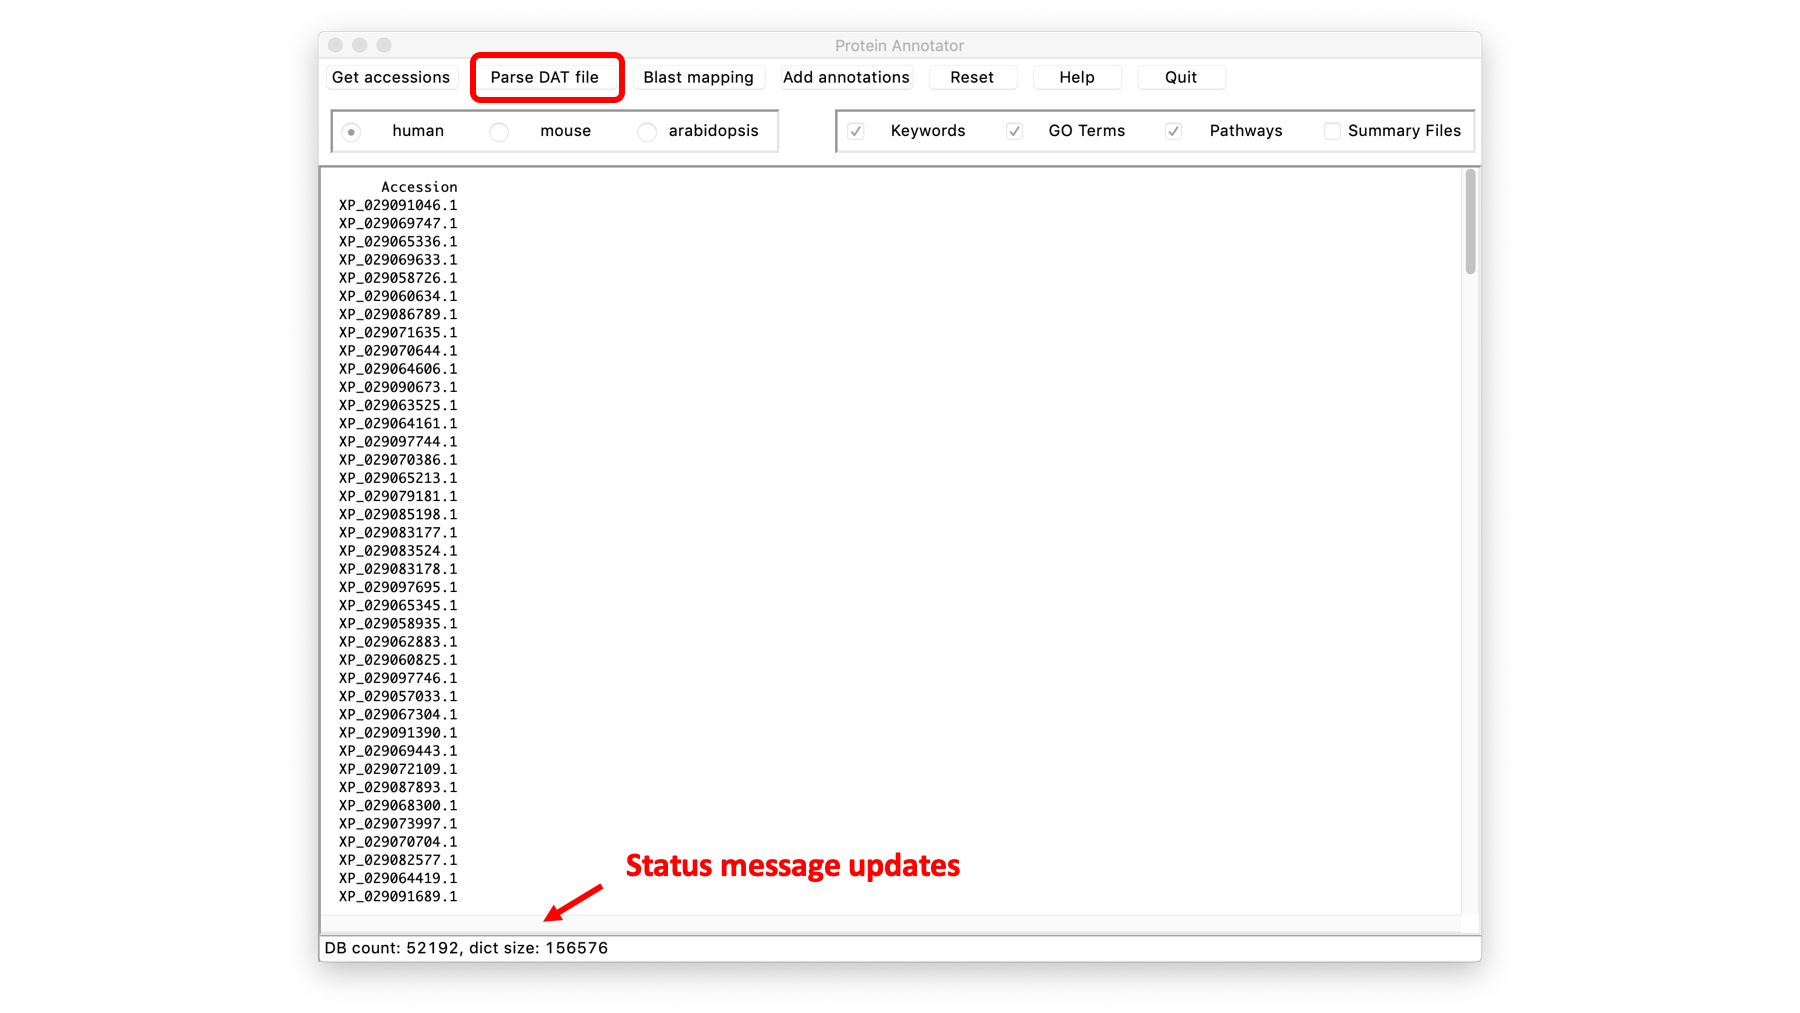 Protein Annotator
Get accessions Parse DAT file Blast mapping Add annotations Reset Help Quit
human mouse arabidopsis Keywords GO Terms Pathways Summary Files
Accession
XP_029091046.1
XP_029069747.1
XP_029065336.1
XP_029069633.1
XP_029058726.1
XP_029060634.1
XP_029086789.1
XP_029071635.1
XP_029070644.1
XP_029064606.1
XP_029090673.1
XP_029063525.1
XP_029064161.1
XP_029097744.1
XP_029070386.1
XP_029065213.1
XP_029079181.1
XP_029085198.1
XP_029083177.1
XP_029083524.1
XP_029083178.1
XP_029097695.1
XP_029065345.1
XP_029058935.1
XP_029062883.1
XP_029060825.1
XP_029097746.1
XP_029057033.1
XP_029067304.1
XP_029091390.1
XP_029069443.1
XP_029072109.1
XP_029087893.1
XP_029068300.1
XP_029073997.1
XP_029070704.1
XP_029082577.1
XP_029064419.1
XP_029091689.1
Status message updates
DB count: 52192, dict size: 156576